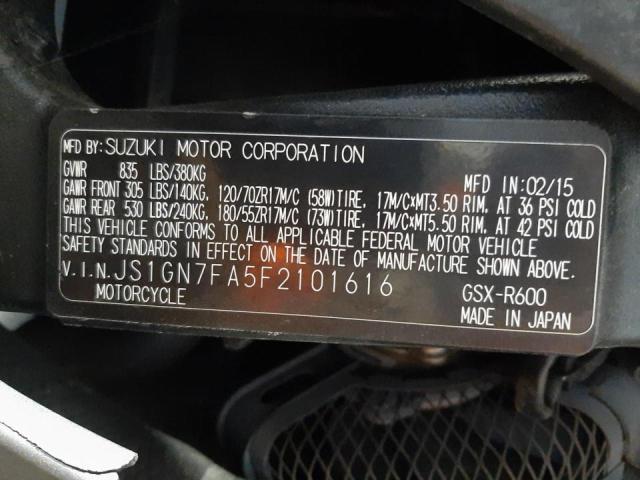 MFD BY: SUZUKI MOTOR CORPORATION
GVWR 835 LBS/380KG MFD IN: 02/15
GAWR FRONT 305 LBS/140KG, 120/70ZR17M/C (58W)TIRE, 17M/C×MT3.50 RIM. AT 36 PSI COLD
GAWR REAR 530 LBS/240KG, 180/55ZR17M/C (73W)TIRE, 17M/C×MT5.50 RIM. AT 42 PSI COLD
THIS VEHICLE CONFORMS TO ALL APPLICABLE FEDERAL MOTOR VEHICLE
SAFETY STANDARDS IN EFFECT ON THE DATE OF MANUFACTURE SHOWN ABOVE.
V.I.N. JS1GN7FA5F2101616 GSX-R600
MOTORCYCLE MADE IN JAPAN